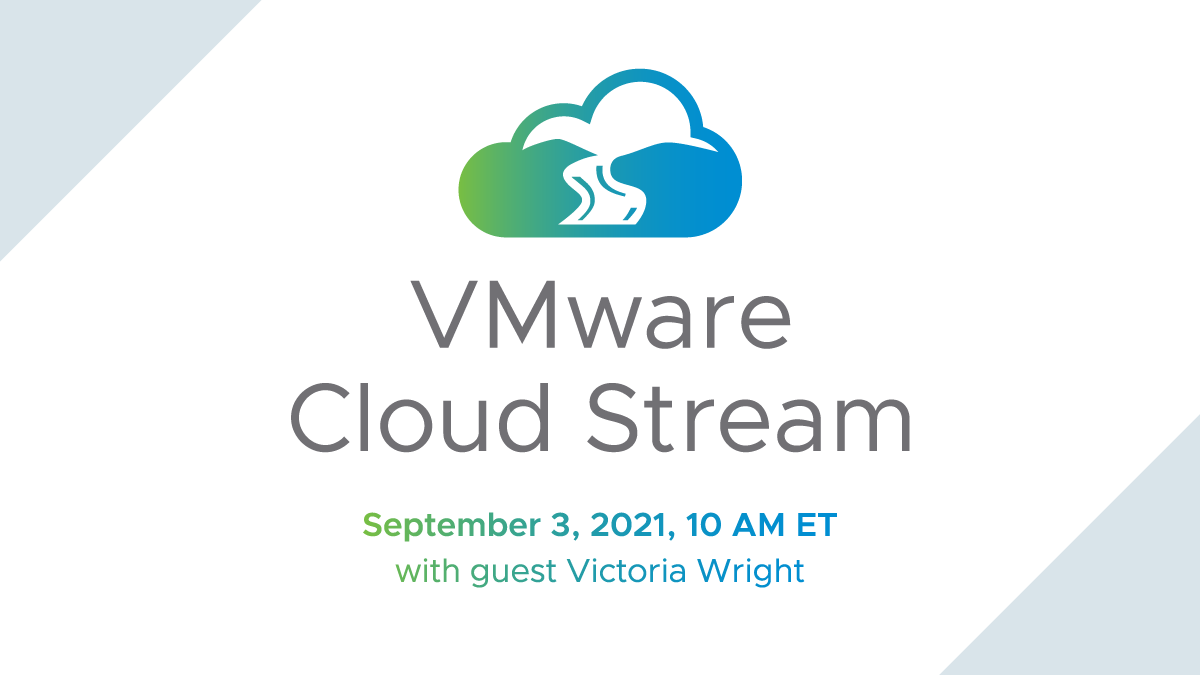 VMware
Cloud Stream
September 3, 2021, 10 AM ET
with guest Victoria Wright